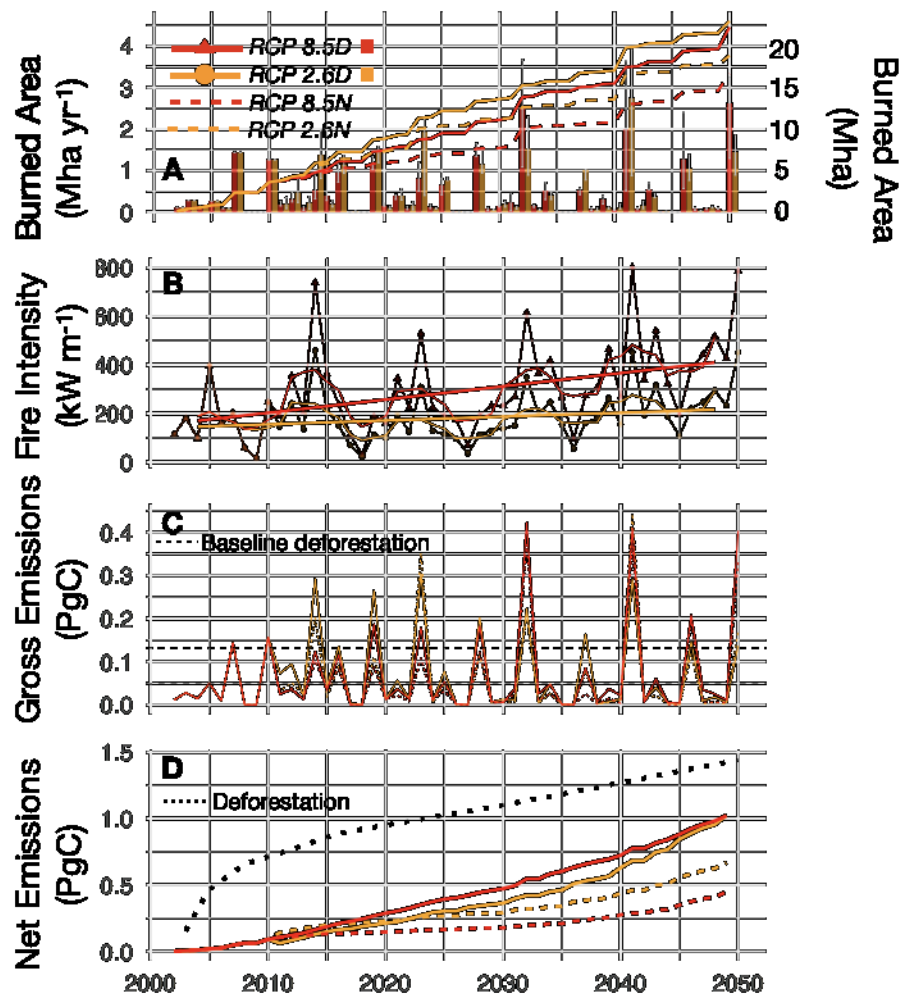 Burned Area
(Mha yr⁻¹)
4
3
2
1
0
RCP 8.5D
RCP 2.6D
RCP 8.5N
RCP 2.6N
A
20
15
10
5
0
Burned Area
(Mha)
Fire Intensity
(kW m⁻¹)
800
600
400
200
0
B
Gross Emissions
(PgC)
0.4
0.3
0.2
0.1
0.0
C
Baseline deforestation
Net Emissions
(PgC)
1.5
1.0
0.5
0.0
D
Deforestation
2000 2010 2020 2030 2040 2050